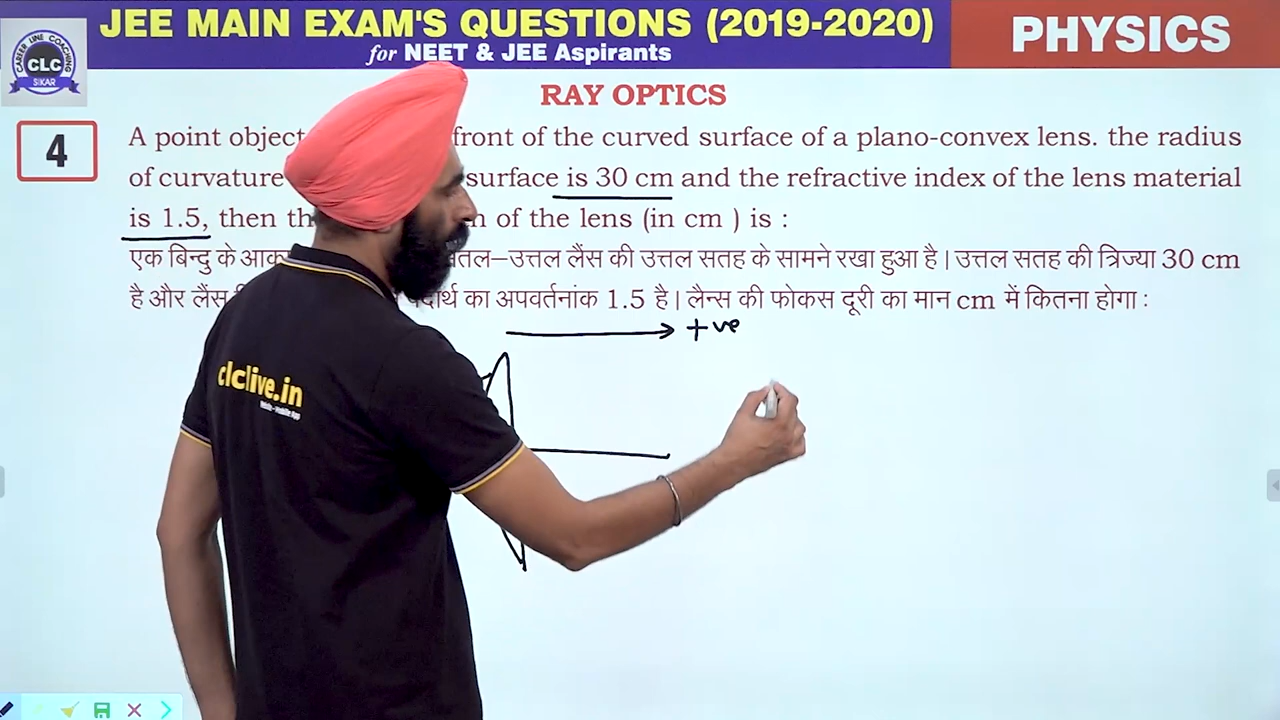 JEE MAIN EXAM'S QUESTIONS (2019-2020)
for NEET & JEE Aspirants
PHYSICS
CAREER LINE COACHING
CLC
SIKAR
RAY OPTICS
4
A point object front of the curved surface of a plano-convex lens. the radius
of curvature surface is 30 cm and the refractive index of the lens material
is 1.5, then of the lens (in cm ) is :
एक बिन्दु के उत्तल लैंस की उत्तल सतह के सामने रखा हुआ है। उत्तल सतह की त्रिज्या 30 cm
है और लैंस का अपवर्तनांक 1.5 है। लैन्स की फोकस दूरी का मान cm में कितना होगा :
+ve
clclive.in